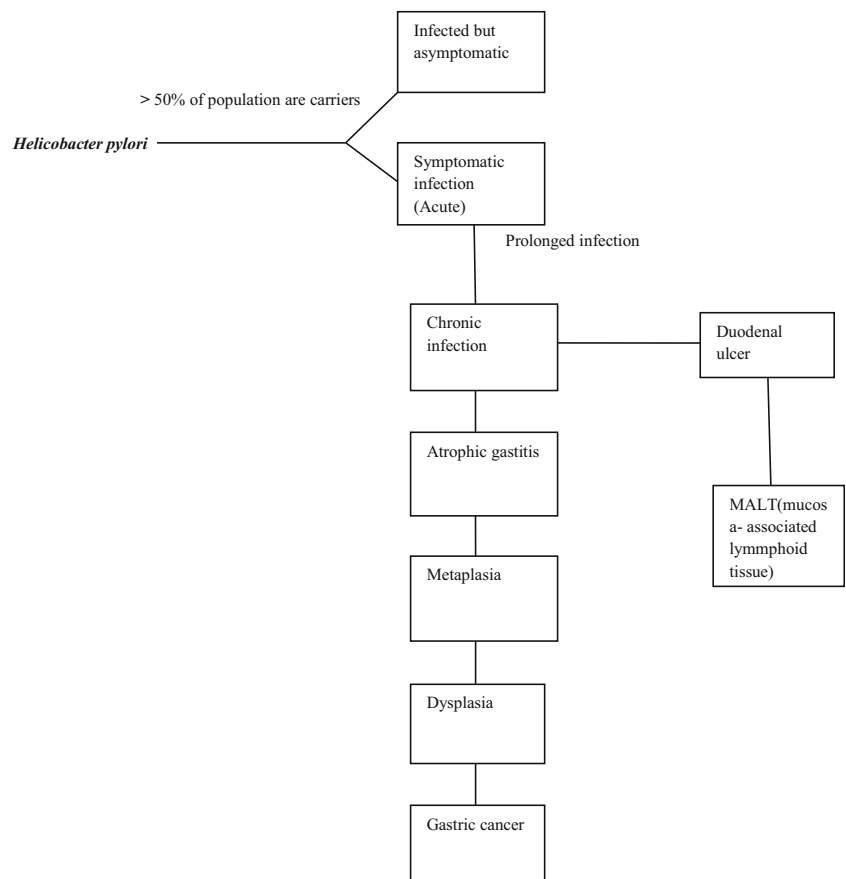 Infected but
asymptomatic
> 50% of population are carriers
Helicobacter pylori
Symptomatic
infection
(Acute)
Prolonged infection
Chronic
infection
Duodenal
ulcer
Atrophic gastitis
MALT(mucos
a- associated
lymmphoid
tissue)
Metaplasia
Dysplasia
Gastric cancer